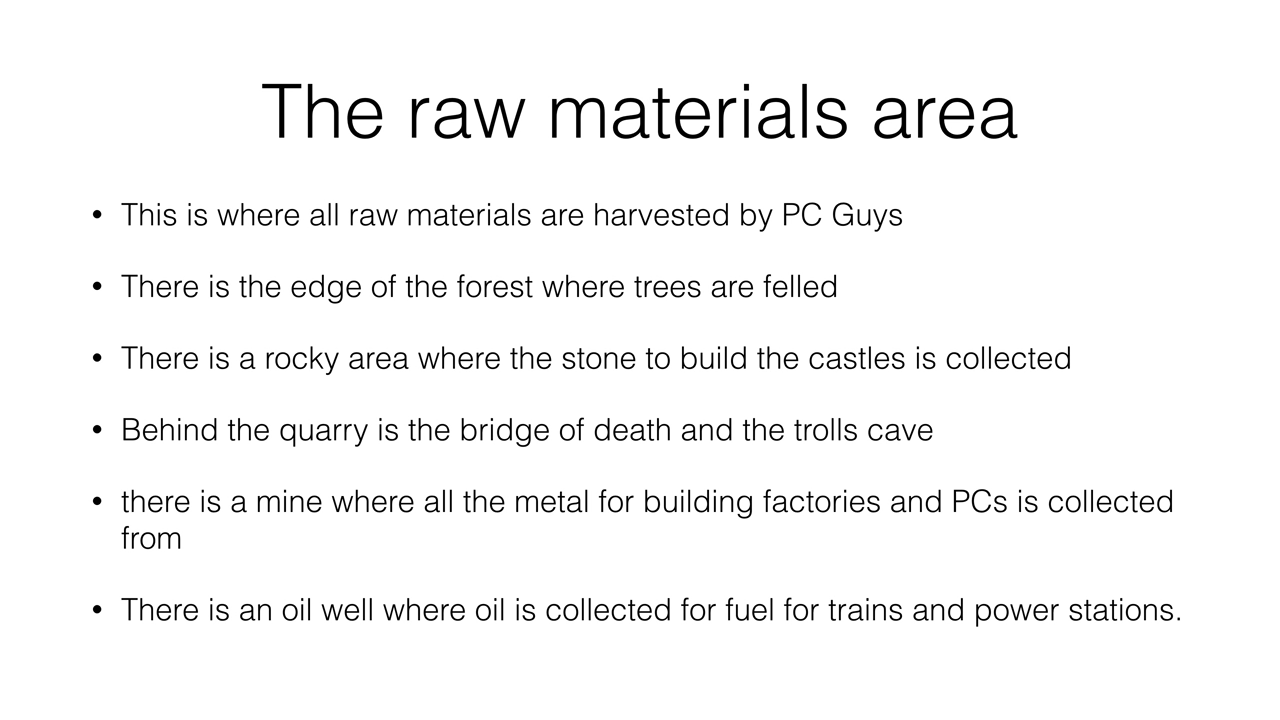 The raw materials area
• This is where all raw materials are harvested by PC Guys
• There is the edge of the forest where trees are felled
• There is a rocky area where the stone to build the castles is collected
• Behind the quarry is the bridge of death and the trolls cave
• there is a mine where all the metal for building factories and PCs is collected
from
• There is an oil well where oil is collected for fuel for trains and power stations.